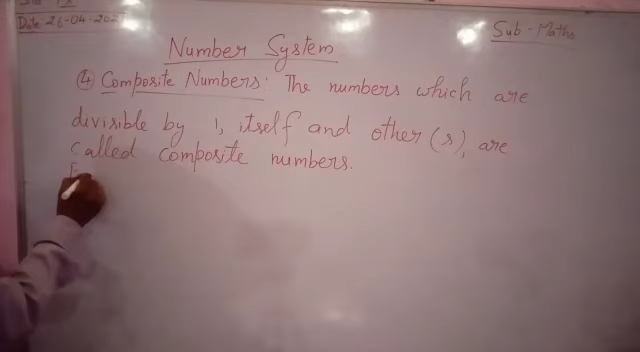 Date 26-04-202
Sub - Maths
Number System
④ Composite Numbers: The numbers which are
divisible by 1, itself and other (s), are
called composite numbers.